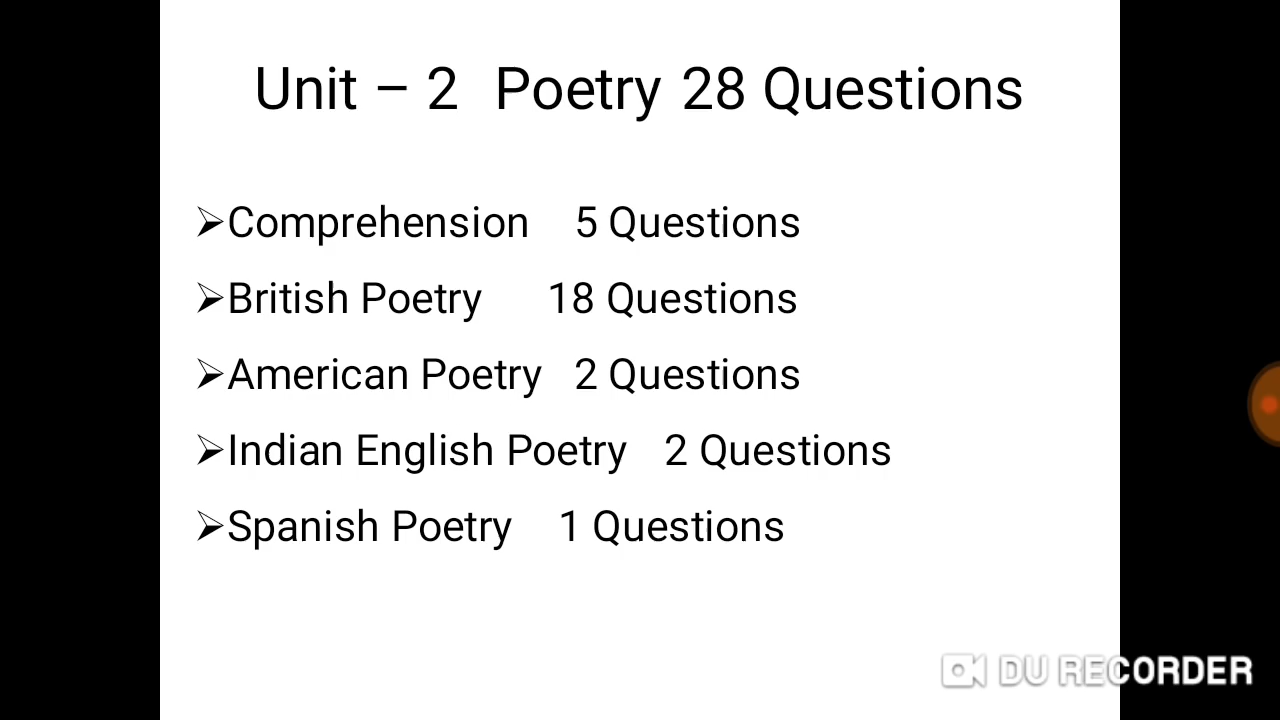 Unit – 2 Poetry 28 Questions
➢Comprehension 5 Questions
➢British Poetry 18 Questions
➢American Poetry 2 Questions
➢Indian English Poetry 2 Questions
➢Spanish Poetry 1 Questions
DU RECORDER